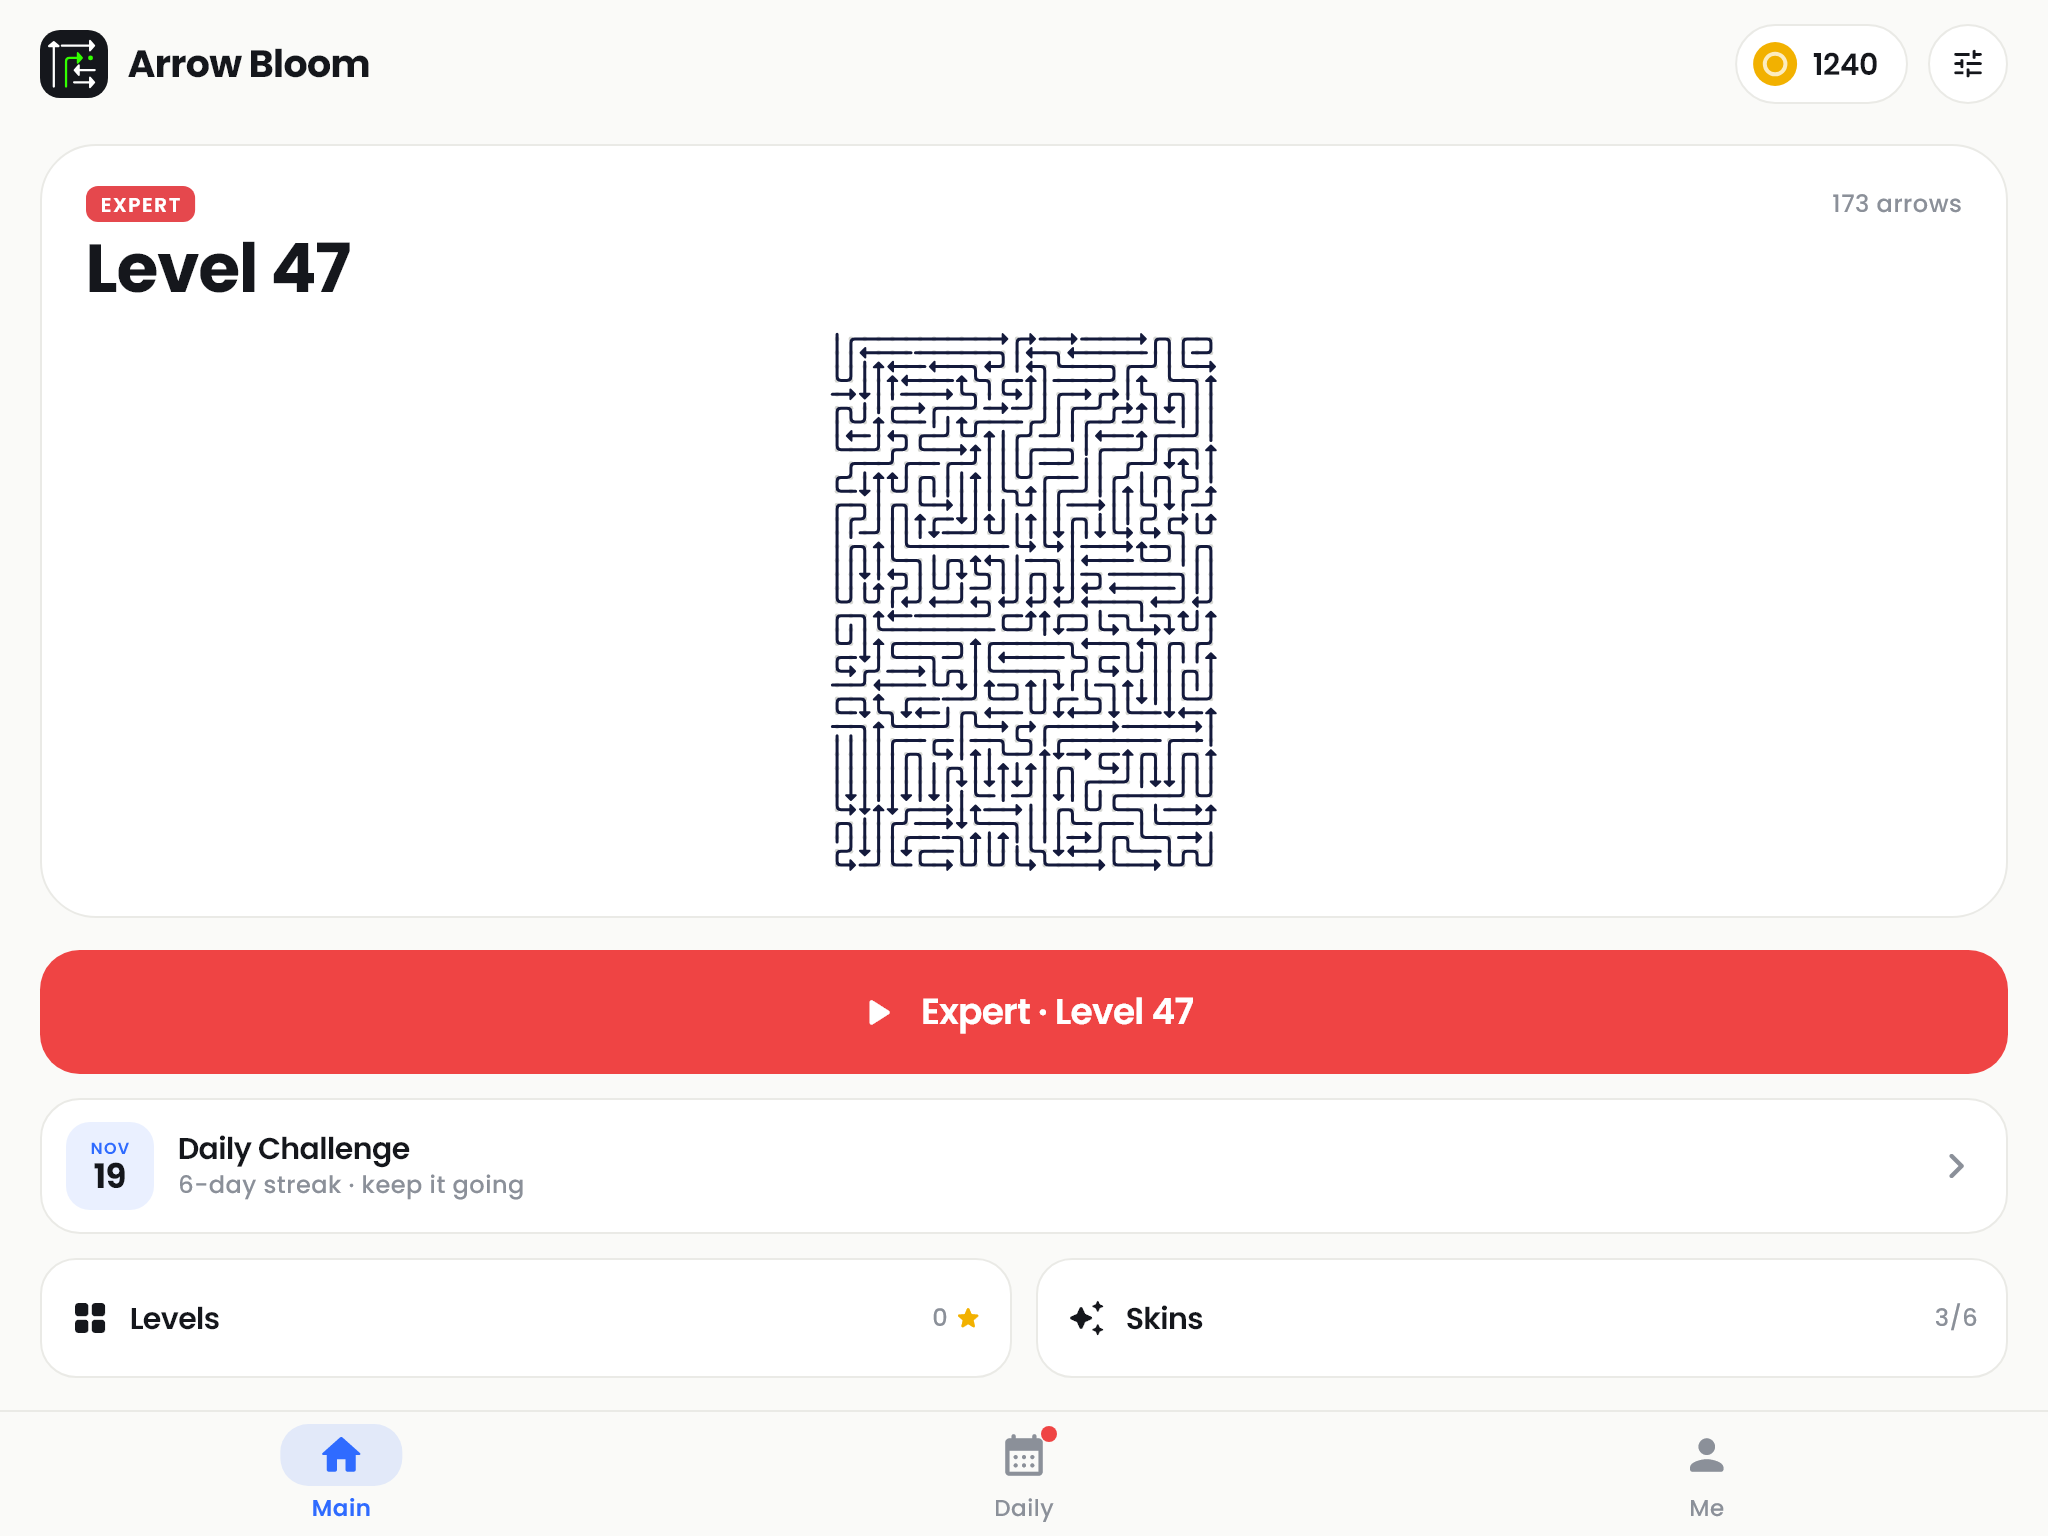 Arrow Bloom
1240
EXPERT
173 arrows
Level 47
Expert · Level 47
NOV
19
Daily Challenge
6-day streak · keep it going
Levels
0
Skins
3/6
Main
Daily
Me